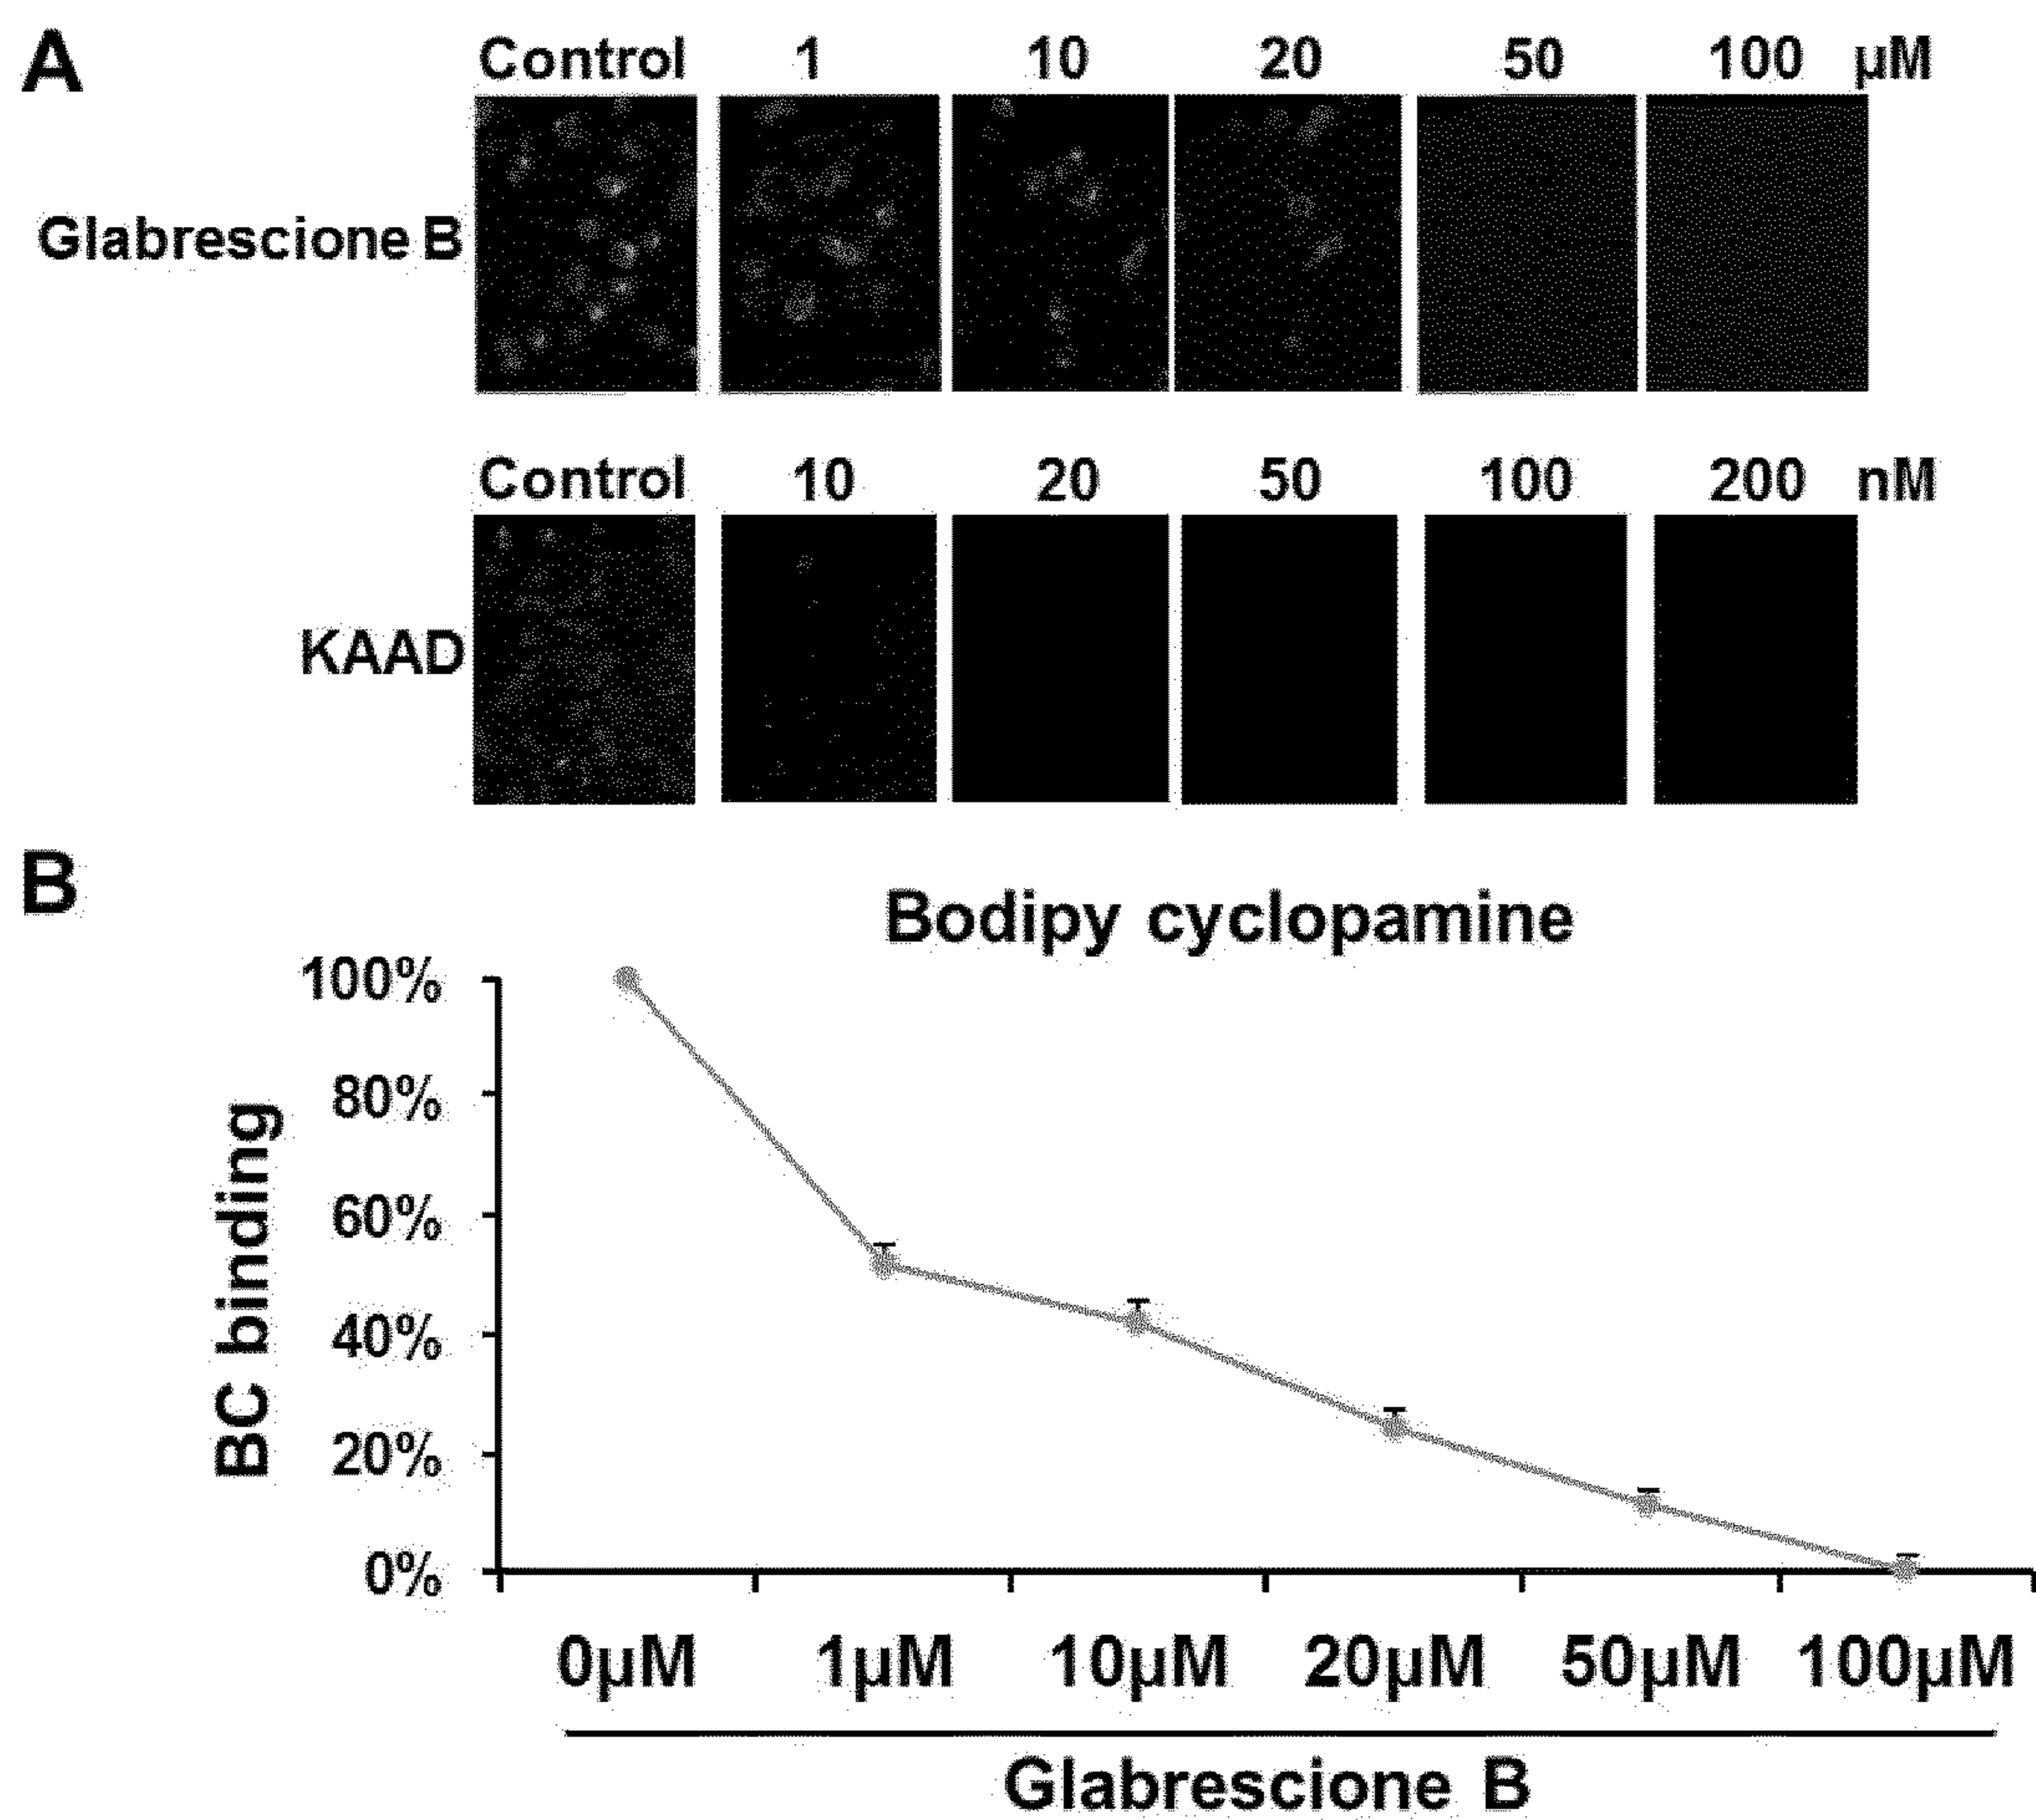 A
Control 1 10 20 50 100 µM
Glabrescione B
Control 10 20 50 100 200 nM
KAAD
B
Bodipy cyclopamine
100%
80%
60%
40%
20%
0%
BC binding
0µM 1µM 10µM 20µM 50µM 100µM
Glabrescione B